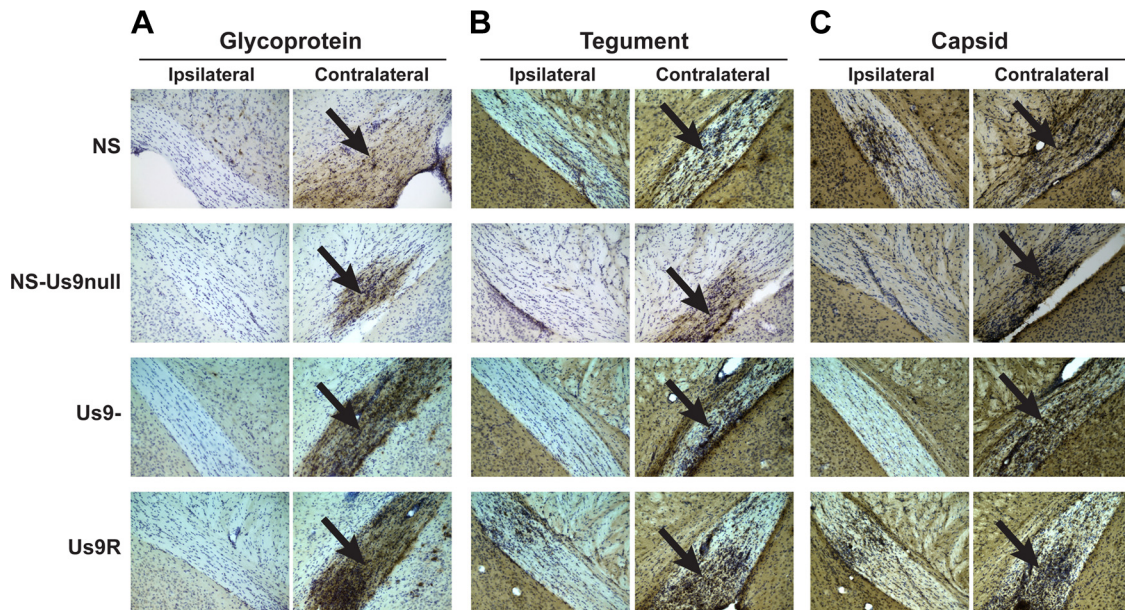 A B C
Glycoprotein Tegument Capsid
Ipsilateral Contralateral Ipsilateral Contralateral Ipsilateral Contralateral
NS
NS-Us9null
Us9-
Us9R